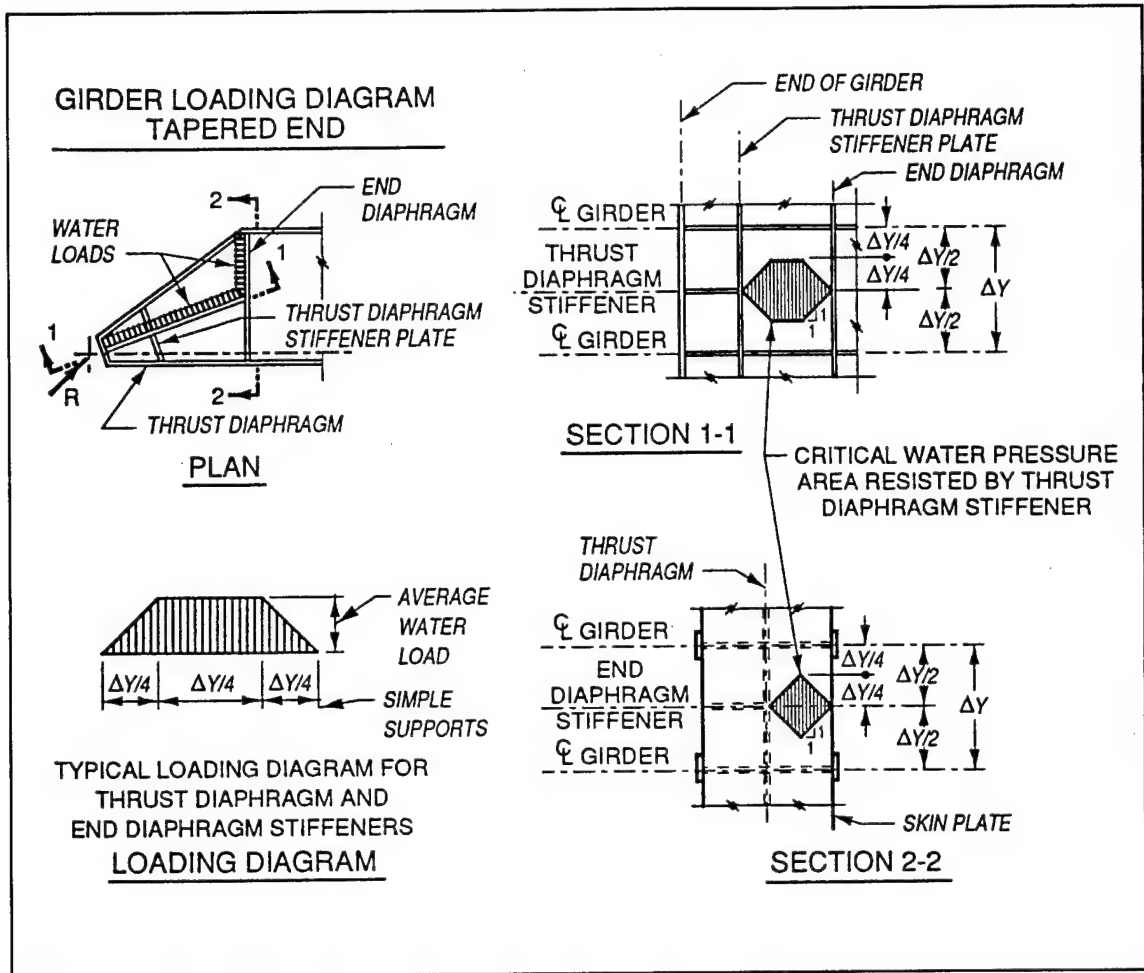 GIRDER LOADING DIAGRAM
TAPERED END
2
END
DIAPHRAGM
WATER
LOADS
1
THRUST DIAPHRAGM
STIFFENER PLATE
1
R
2
THRUST DIAPHRAGM
PLAN
AVERAGE
WATER
LOAD
ΔY/4
ΔY/4
ΔY/4
SIMPLE
SUPPORTS
TYPICAL LOADING DIAGRAM FOR
THRUST DIAPHRAGM AND
END DIAPHRAGM STIFFENERS
LOADING DIAGRAM
END OF GIRDER
THRUST DIAPHRAGM
STIFFENER PLATE
END DIAPHRAGM
℄ GIRDER
THRUST
DIAPHRAGM
STIFFENER
℄ GIRDER
ΔY/4
ΔY/4
ΔY/2
ΔY/2
ΔY
1
1
SECTION 1-1
CRITICAL WATER PRESSURE
AREA RESISTED BY THRUST
DIAPHRAGM STIFFENER
THRUST
DIAPHRAGM
℄ GIRDER
END
DIAPHRAGM
STIFFENER
℄ GIRDER
ΔY/4
ΔY/4
ΔY/2
ΔY/2
ΔY
1
1
SKIN PLATE
SECTION 2-2